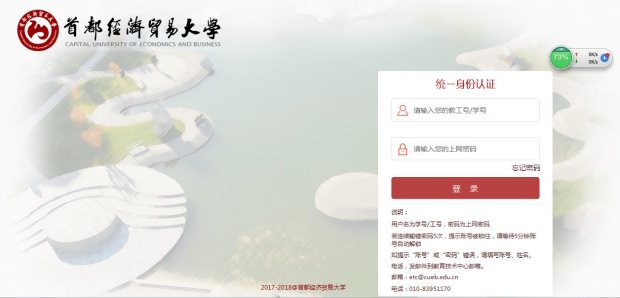 首都经济贸易大学
CAPITAL UNIVERSITY OF ECONOMICS AND BUSINESS
73%
0K/s
0K/s
统一身份认证
请输入您的教工号/学号
请输入您的上网密码
忘记密码
登 录
说明：
用户名为学号/工号，密码为上网密码
若连续输错密码5次，提示账号被锁住，请等待5分钟账
号自动解锁
如提示“账号”或“密码”错误，请填写账号、姓名、
电话，发邮件到教育技术中心邮箱。
邮箱：etc@cueb.edu.cn
电话：010-83951170
2017-2018@首都经济贸易大学